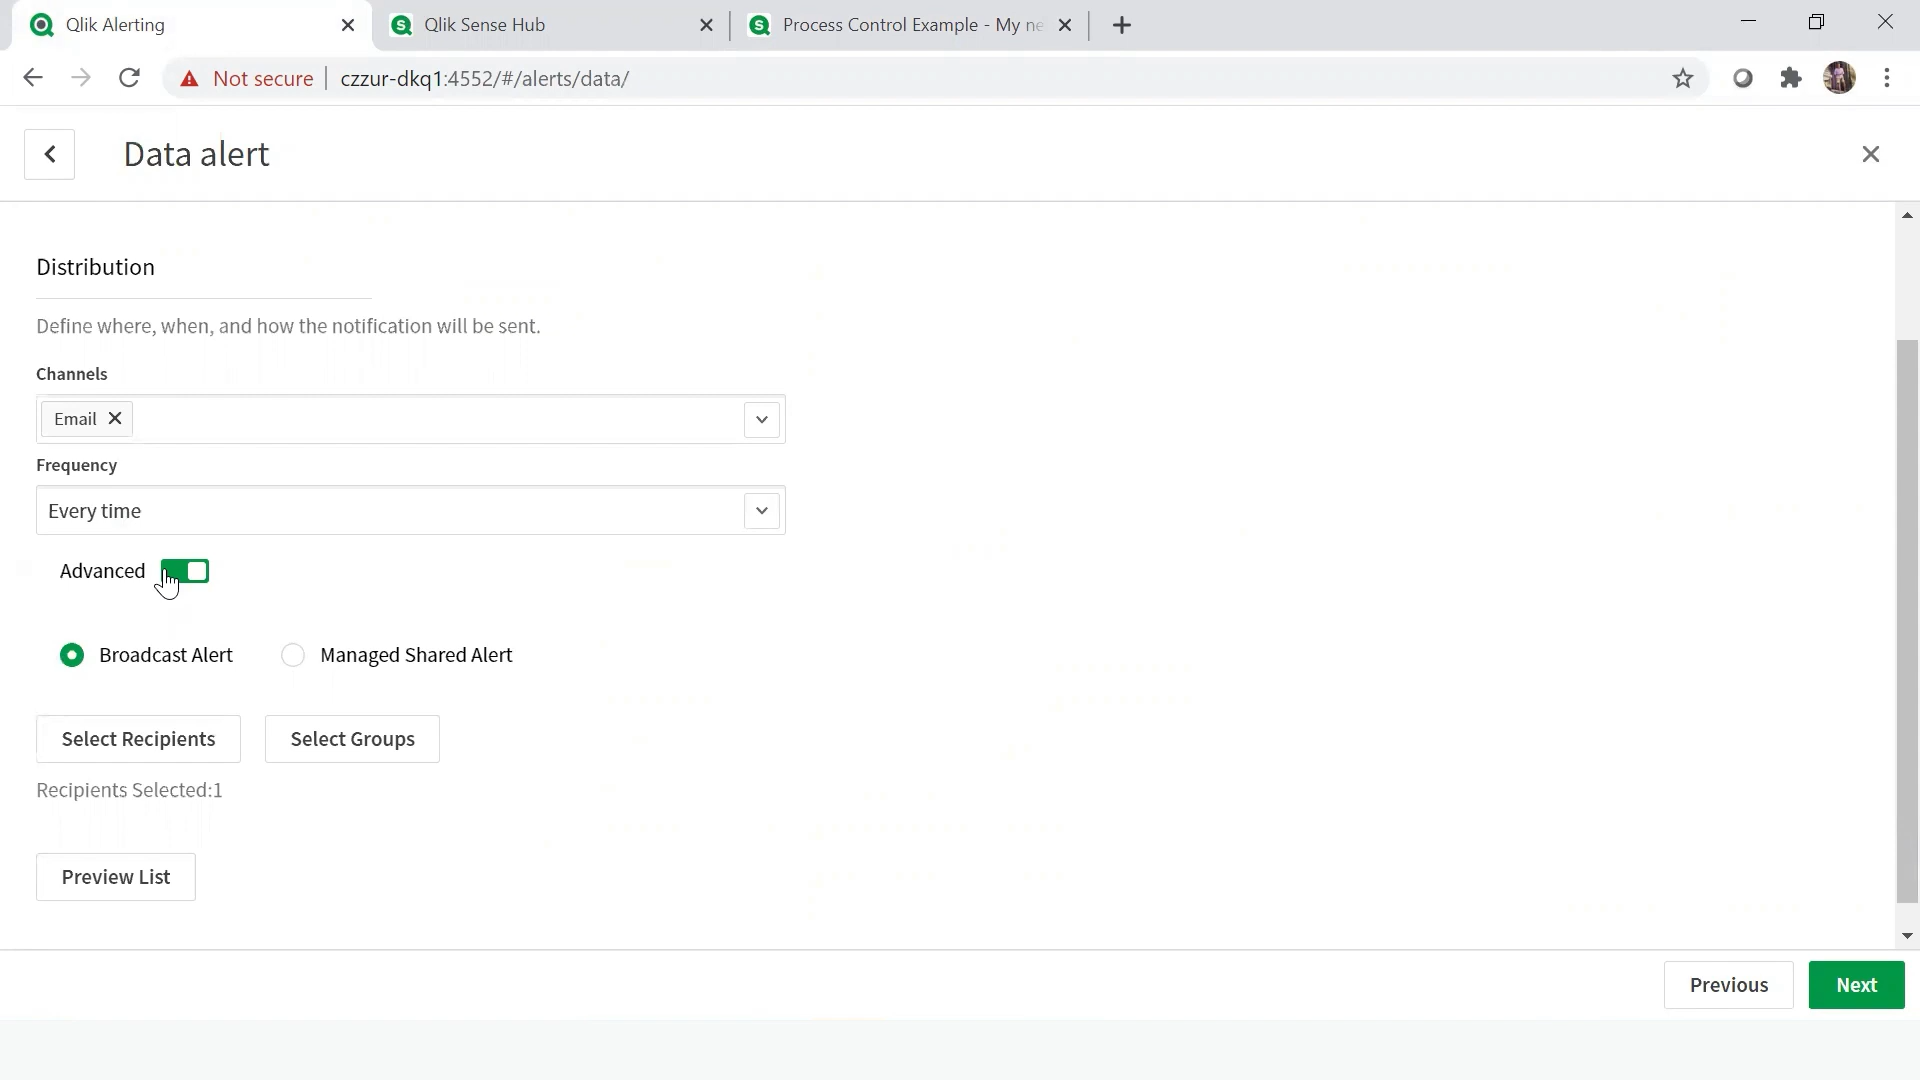 Qlik Alerting
Qlik Sense Hub
Process Control Example - My ne
Not secure
czzur-dkq1:4552/#/alerts/data/
Data alert
Distribution
Define where, when, and how the notification will be sent.
Channels
Email
Frequency
Every time
Advanced
Broadcast Alert
Managed Shared Alert
Select Recipients
Select Groups
Recipients Selected:1
Preview List
Previous
Next